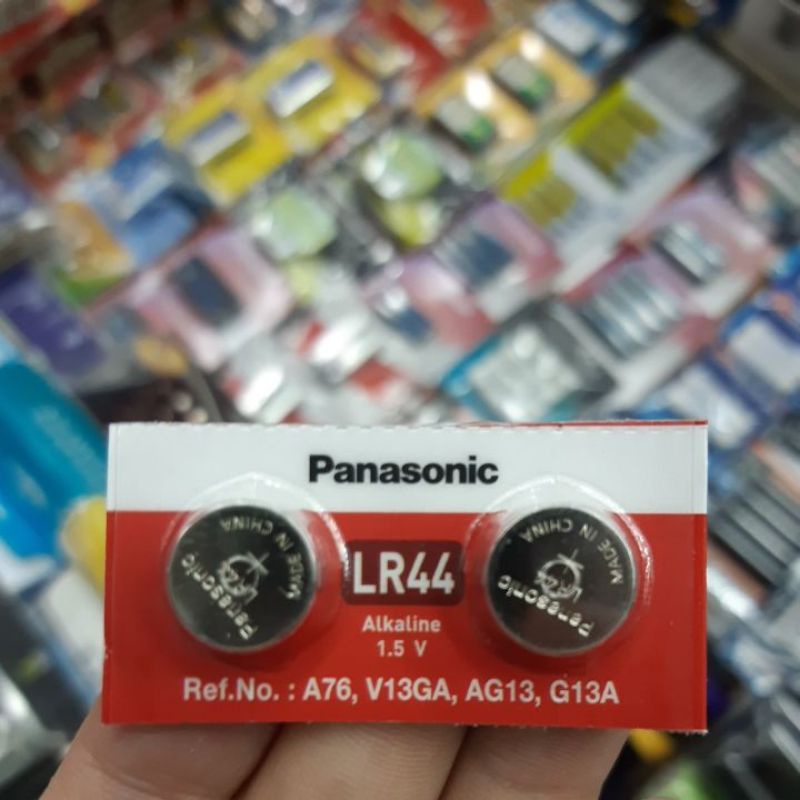 Panasonic
LR44
Alkaline
1.5 V
Ref.No. : A76, V13GA, AG13, G13A
MADE IN CHINA
Panasonic
MADE IN CHINA
LR44
Panasonic